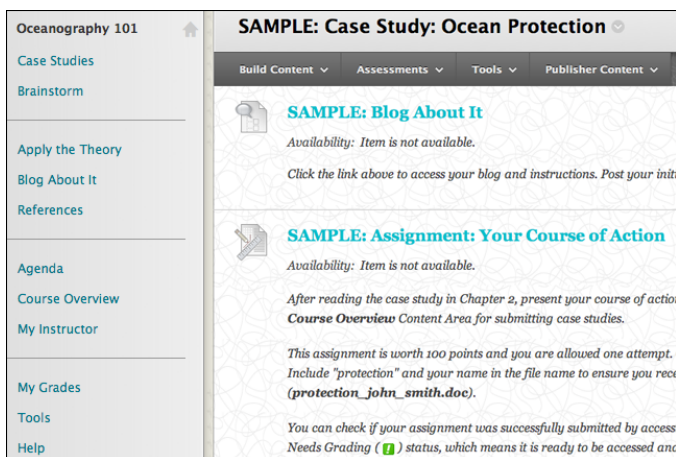 Oceanography 101
Case Studies
Brainstorm
Apply the Theory
Blog About It
References
Agenda
Course Overview
My Instructor
My Grades
Tools
Help
SAMPLE: Case Study: Ocean Protection
Build Content
Assessments
Tools
Publisher Content
SAMPLE: Blog About It
Availability: Item is not available.
Click the link above to access your blog and instructions. Post your
SAMPLE: Assignment: Your Course of Action
Availability: Item is not available.
After reading the case study in Chapter 2, present your course of
Course Overview Content Area for submitting case studies.
This assignment is worth 100 points and you are allowed one attempt.
Include "protection" and your name in the file name to ensure you
(protection_john_smith.doc).
You can check if your assignment was successfully submitted by
Needs Grading ( ! ) status, which means it is ready to be accessed